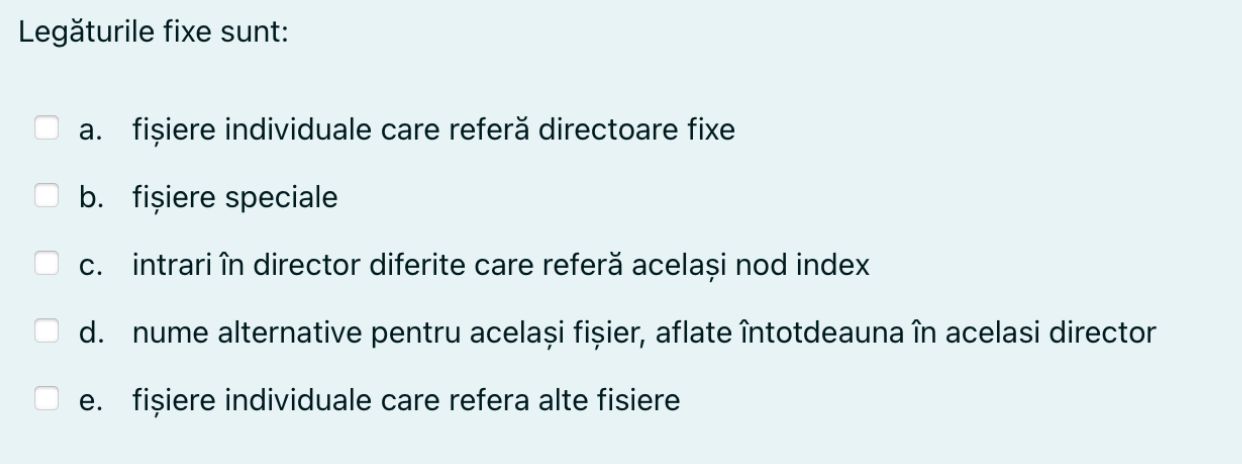 Legăturile fixe sunt:
a. fișiere individuale care referă directoare fixe
b. fișiere speciale
c. intrari în director diferite care referă același nod index
d. nume alternative pentru același fișier, aflate întotdeauna în acelasi director
e. fișiere individuale care refera alte fisiere